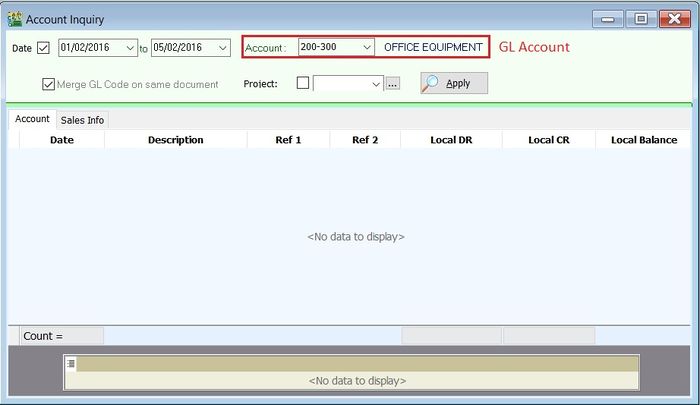 Account Inquiry
Date 01/02/2016 to 05/02/2016 Account : 200-300 OFFICE EQUIPMENT GL Account
Merge GL Code on same document Project: ... Apply
Account Sales Info
Date Description Ref 1 Ref 2 Local DR Local CR Local Balance
<No data to display>
Count =
<No data to display>